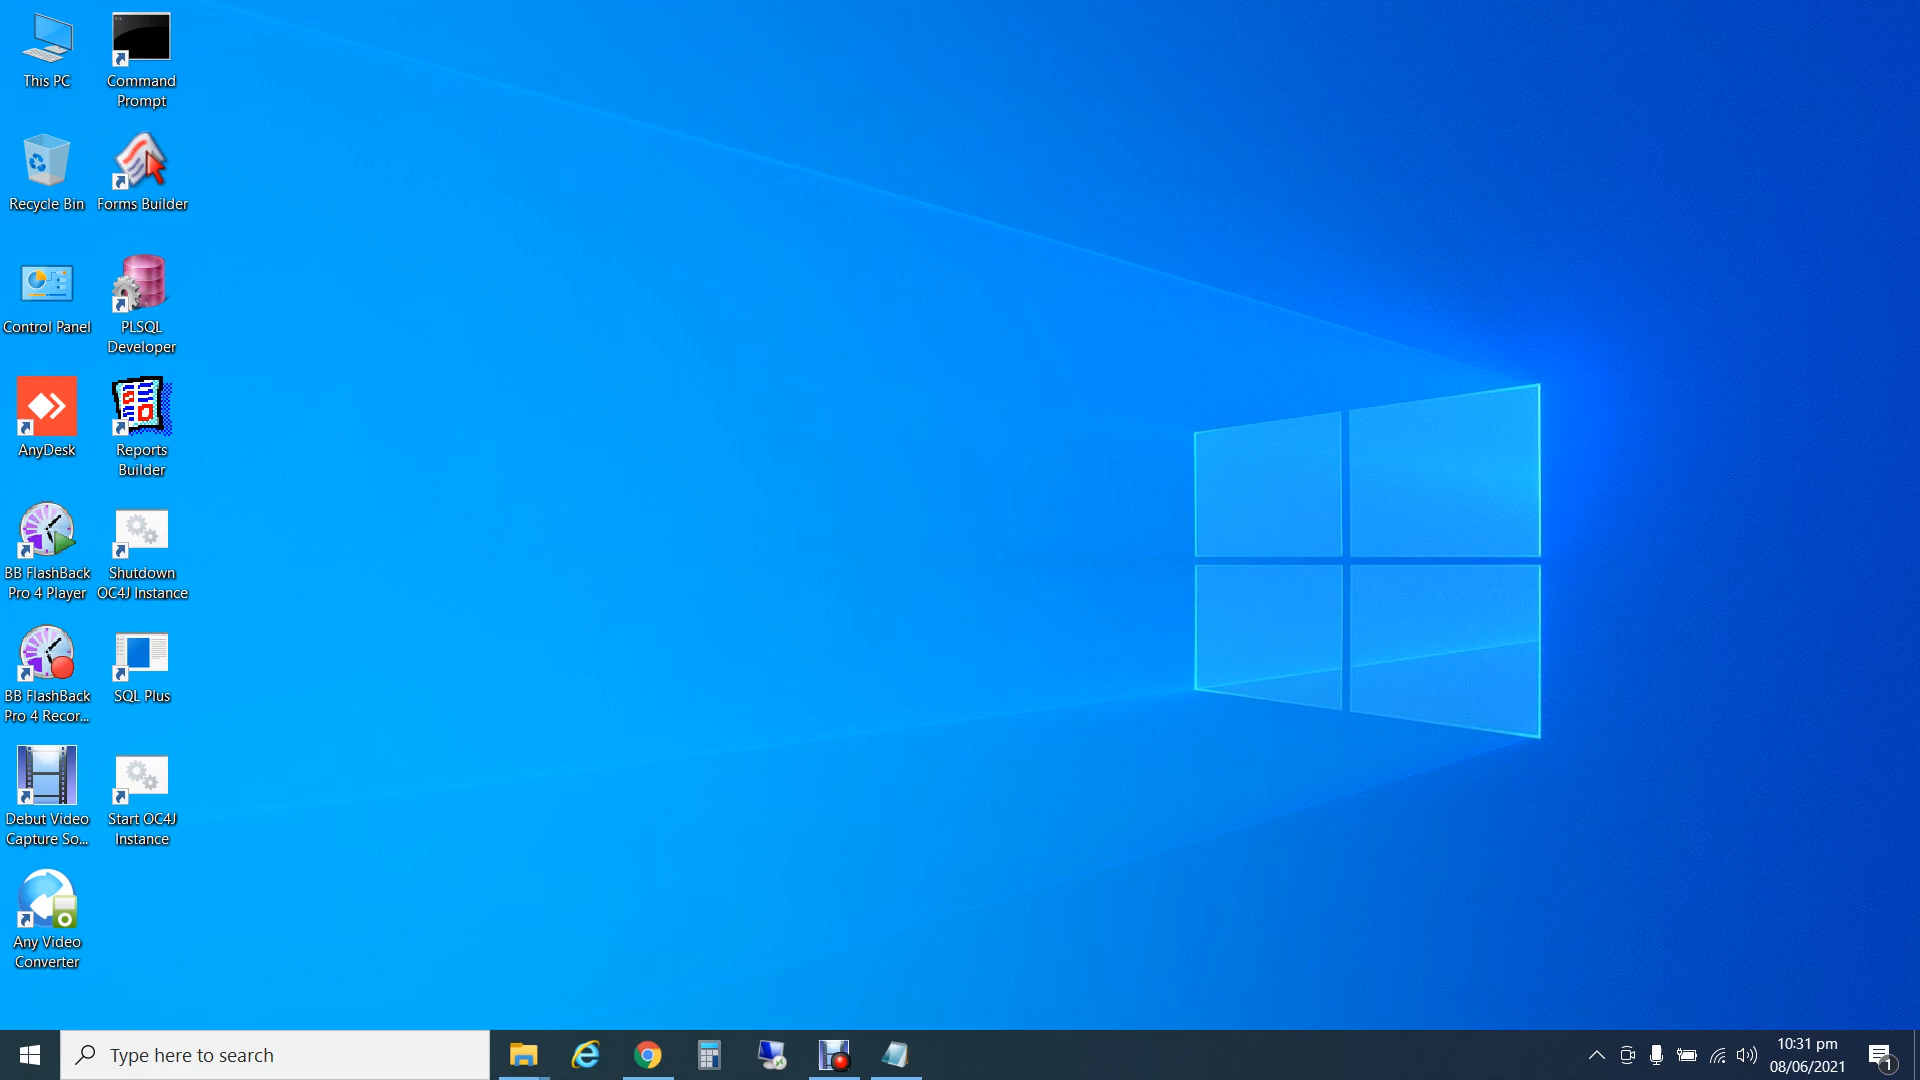 This PC
Command
Prompt
Recycle Bin
Forms Builder
Control Panel
PLSQL
Developer
AnyDesk
Reports
Builder
BB FlashBack
Pro 4 Player
Shutdown
OC4J Instance
BB FlashBack
Pro 4 Recor...
SQL Plus
Debut Video
Capture So...
Start OC4J
Instance
Any Video
Converter
Type here to search
10:31 pm
08/06/2021
1